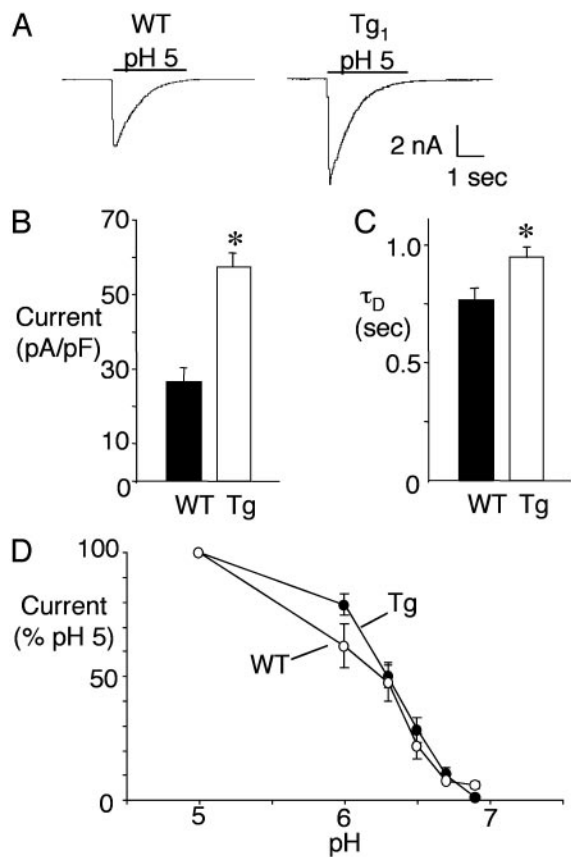 A
WT
pH 5
Tg1
pH 5
2 nA
1 sec
B
70
50
30
10
0
Current
(pA/pF)
*
WT Tg
C
1.0
0.5
0
τD
(sec)
*
WT Tg
D
100
50
0
Current
(% pH 5)
Tg
WT
5 6 7
pH